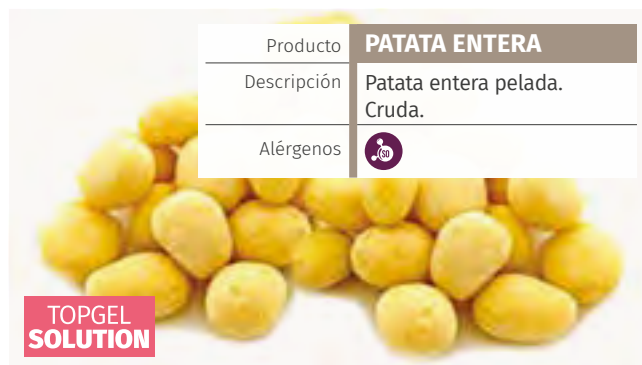 Producto PATATA ENTERA
Descripción Patata entera pelada.
Cruda.
Alérgenos SO
TOPGEL
SOLUTION